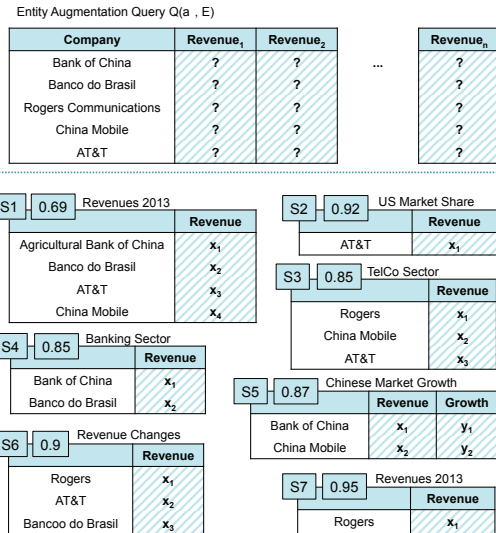 Entity Augmentation Query Q(a , E)
Company Revenue1 Revenue2 Revenuen
Bank of China ? ? ... ?
Banco do Brasil ? ? ?
Rogers Communications ? ? ?
China Mobile ? ? ?
AT&T ? ? ?
S1 0.69 Revenues 2013
Revenue
Agricultural Bank of China x1
Banco do Brasil x2
AT&T x3
China Mobile x4
S2 0.92 US Market Share
Revenue
AT&T x1
S3 0.85 TelCo Sector
Revenue
Rogers x1
China Mobile x2
AT&T x3
S4 0.85 Banking Sector
Revenue
Bank of China x1
Banco do Brasil x2
S5 0.87 Chinese Market Growth
Revenue Growth
Bank of China x1 y1
China Mobile x2 y2
S6 0.9 Revenue Changes
Revenue
Rogers x1
AT&T x2
Bancoo do Brasil x3
S7 0.95 Revenues 2013
Revenue
Rogers x1